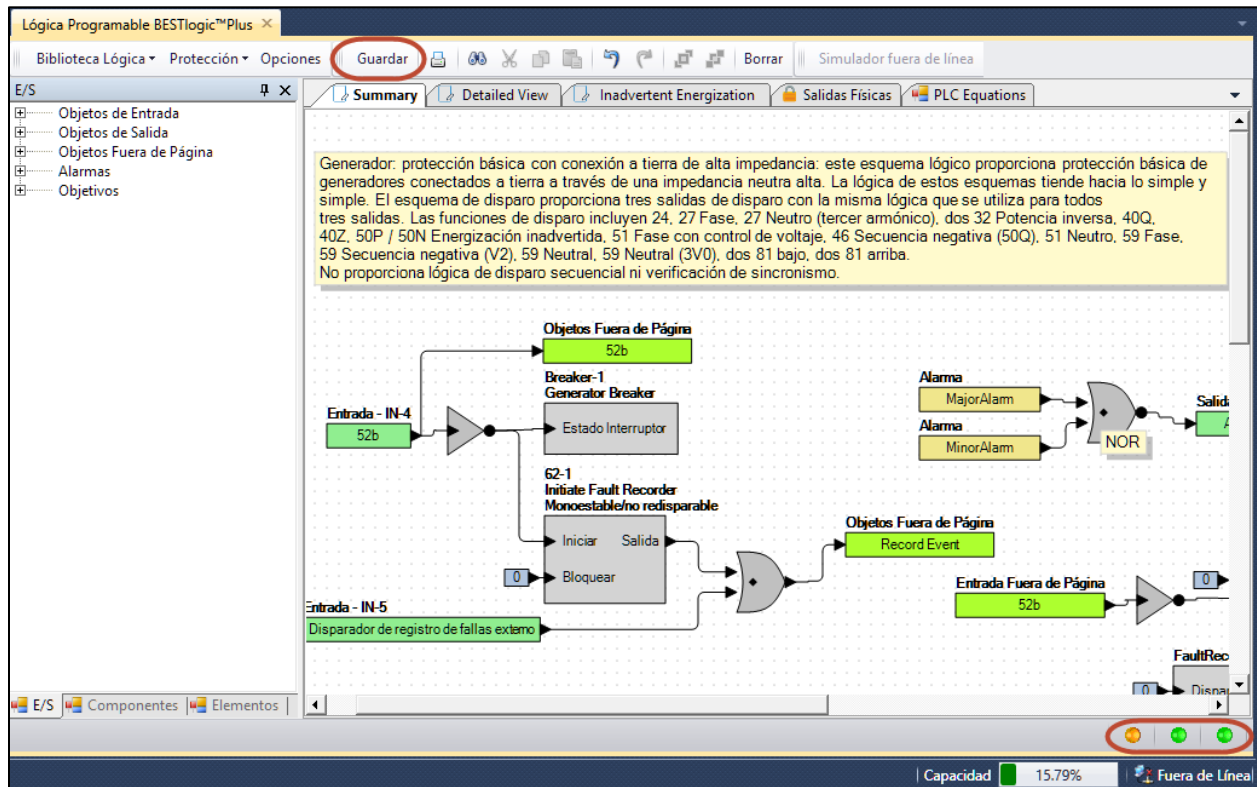 Lógica Programable BESTlogic™Plus
Biblioteca Lógica Protección Opciones Guardar Borrar Simulador fuera de línea
E/S
Objetos de Entrada
Objetos de Salida
Objetos Fuera de Página
Alarmas
Objetivos
Summary Detailed View Inadvertent Energization Salidas Físicas PLC Equations
Generador: protección básica con conexión a tierra de alta impedancia: este esquema lógico proporciona protección básica de
generadores conectados a tierra a través de una impedancia neutra alta. La lógica de estos esquemas tiende hacia lo simple y
simple. El esquema de disparo proporciona tres salidas de disparo con la misma lógica que se utiliza para todos
tres salidas. Las funciones de disparo incluyen 24, 27 Fase, 27 Neutro (tercer armónico), dos 32 Potencia inversa, 40Q,
40Z, 50P / 50N Energización inadvertida, 51 Fase con control de voltaje, 46 Secuencia negativa (50Q), 51 Neutro, 59 Fase,
59 Secuencia negativa (V2), 59 Neutral, 59 Neutral (3V0), dos 81 bajo, dos 81 arriba.
No proporciona lógica de disparo secuencial ni verificación de sincronismo.
Objetos Fuera de Página
52b
Breaker-1
Generator Breaker
Estado Interruptor
Entrada - IN-4
52b
62-1
Initiate Fault Recorder
Monoestable/no redisparable
Iniciar Salida
0 Bloquear
Entrada - IN-5
Disparador de registro de fallas externo
Objetos Fuera de Página
Record Event
Alarma
MajorAlarm
Alarma
MinorAlarm
NOR
Salid
A
Entrada Fuera de Página
52b
0
FaultRec
0 Dispar
E/S Componentes Elementos
Capacidad 15.79% Fuera de Línea